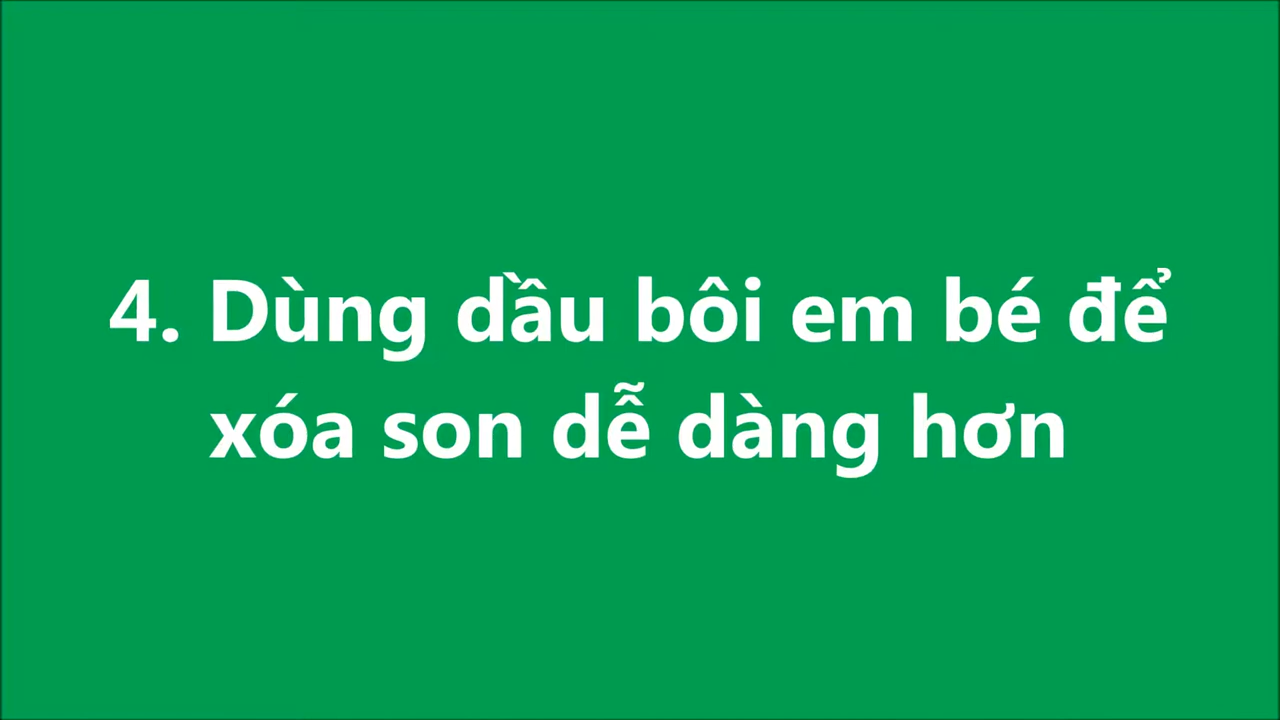 4. Dùng dầu bôi em bé để
xóa son dễ dàng hơn